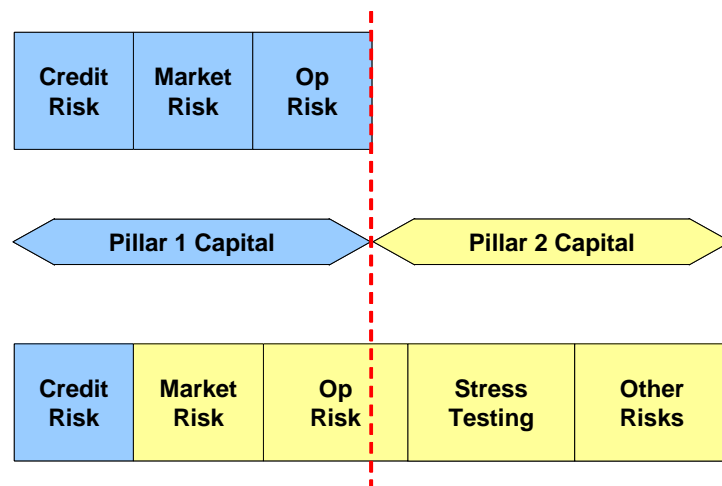 Credit
Risk
Market
Risk
Op
Risk
Pillar 1 Capital
Pillar 2 Capital
Credit
Risk
Market
Risk
Op
Risk
Stress
Testing
Other
Risks